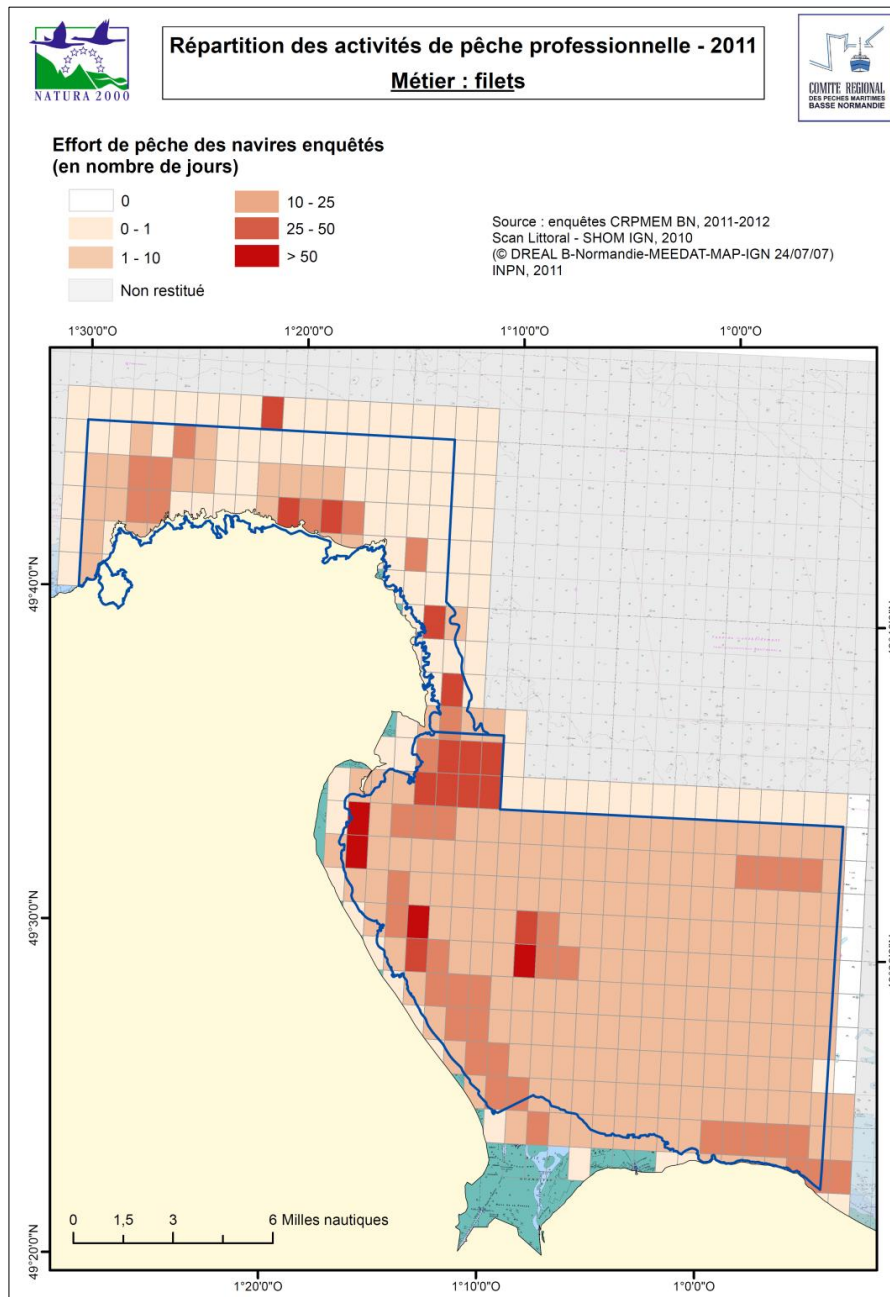 NATURA 2000
Répartition des activités de pêche professionnelle - 2011
Métier : filets
COMITE REGIONAL
DES PECHES MARITIMES
BASSE NORMANDIE
Effort de pêche des navires enquêtés
(en nombre de jours)
0
0 - 1
1 - 10
Non restitué
10 - 25
25 - 50
> 50
Source : enquêtes CRPMEM BN, 2011-2012
Scan Littoral - SHOM IGN, 2010
(© DREAL B-Normandie-MEEDAT-MAP-IGN 24/07/07)
INPN, 2011
1°30'0"O 1°20'0"O 1°10'0"O 1°0'0"O
49°40'0"N
49°30'0"N
49°20'0"N
0 1,5 3 6 Milles nautiques
1°20'0"O 1°10'0"O 1°0'0"O